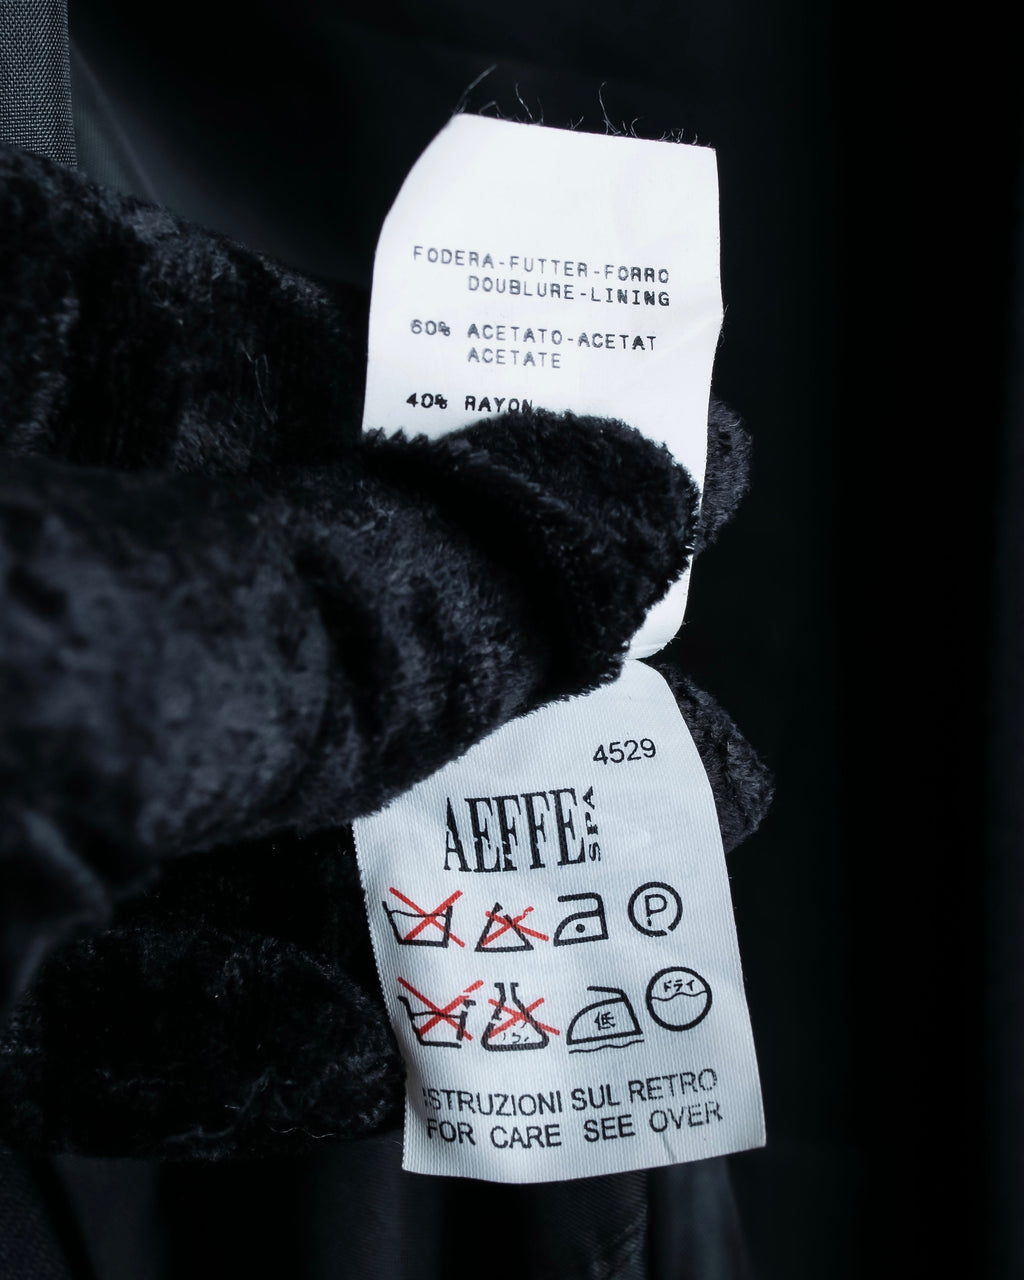 FODERA-FUTTER-FORRO
DOUBLURE-LINING
60% ACETATO-ACETAT
ACETATE
40% RAYON
4529
AEFFE SPA
P
ドライ
低
ISTRUZIONI SUL RETRO
FOR CARE SEE OVER